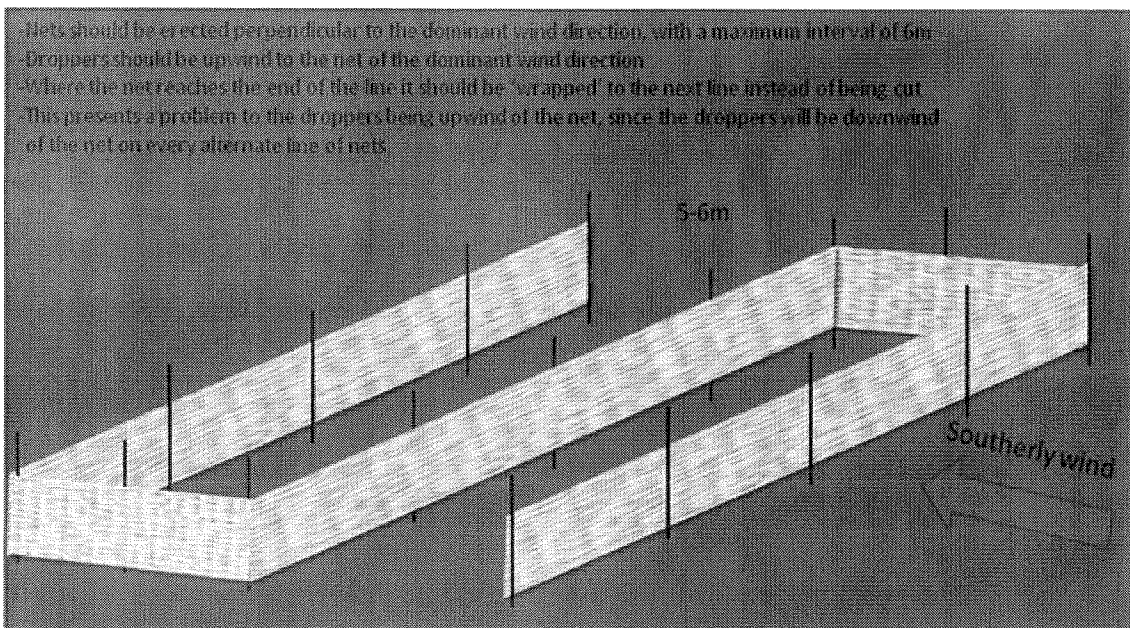 -Nets should be erected perpendicular to the dominant wind direction, with a maximum interval of 6m
-Droppers should be upwind to the net of the dominant wind direction
-Where the net reaches the end of the line it should be 'wrapped' to the next line instead of being cut
-This presents a problem to the droppers being upwind of the net, since the droppers will be downwind
of the net on every alternate line of nets
5-6m
Southerly wind